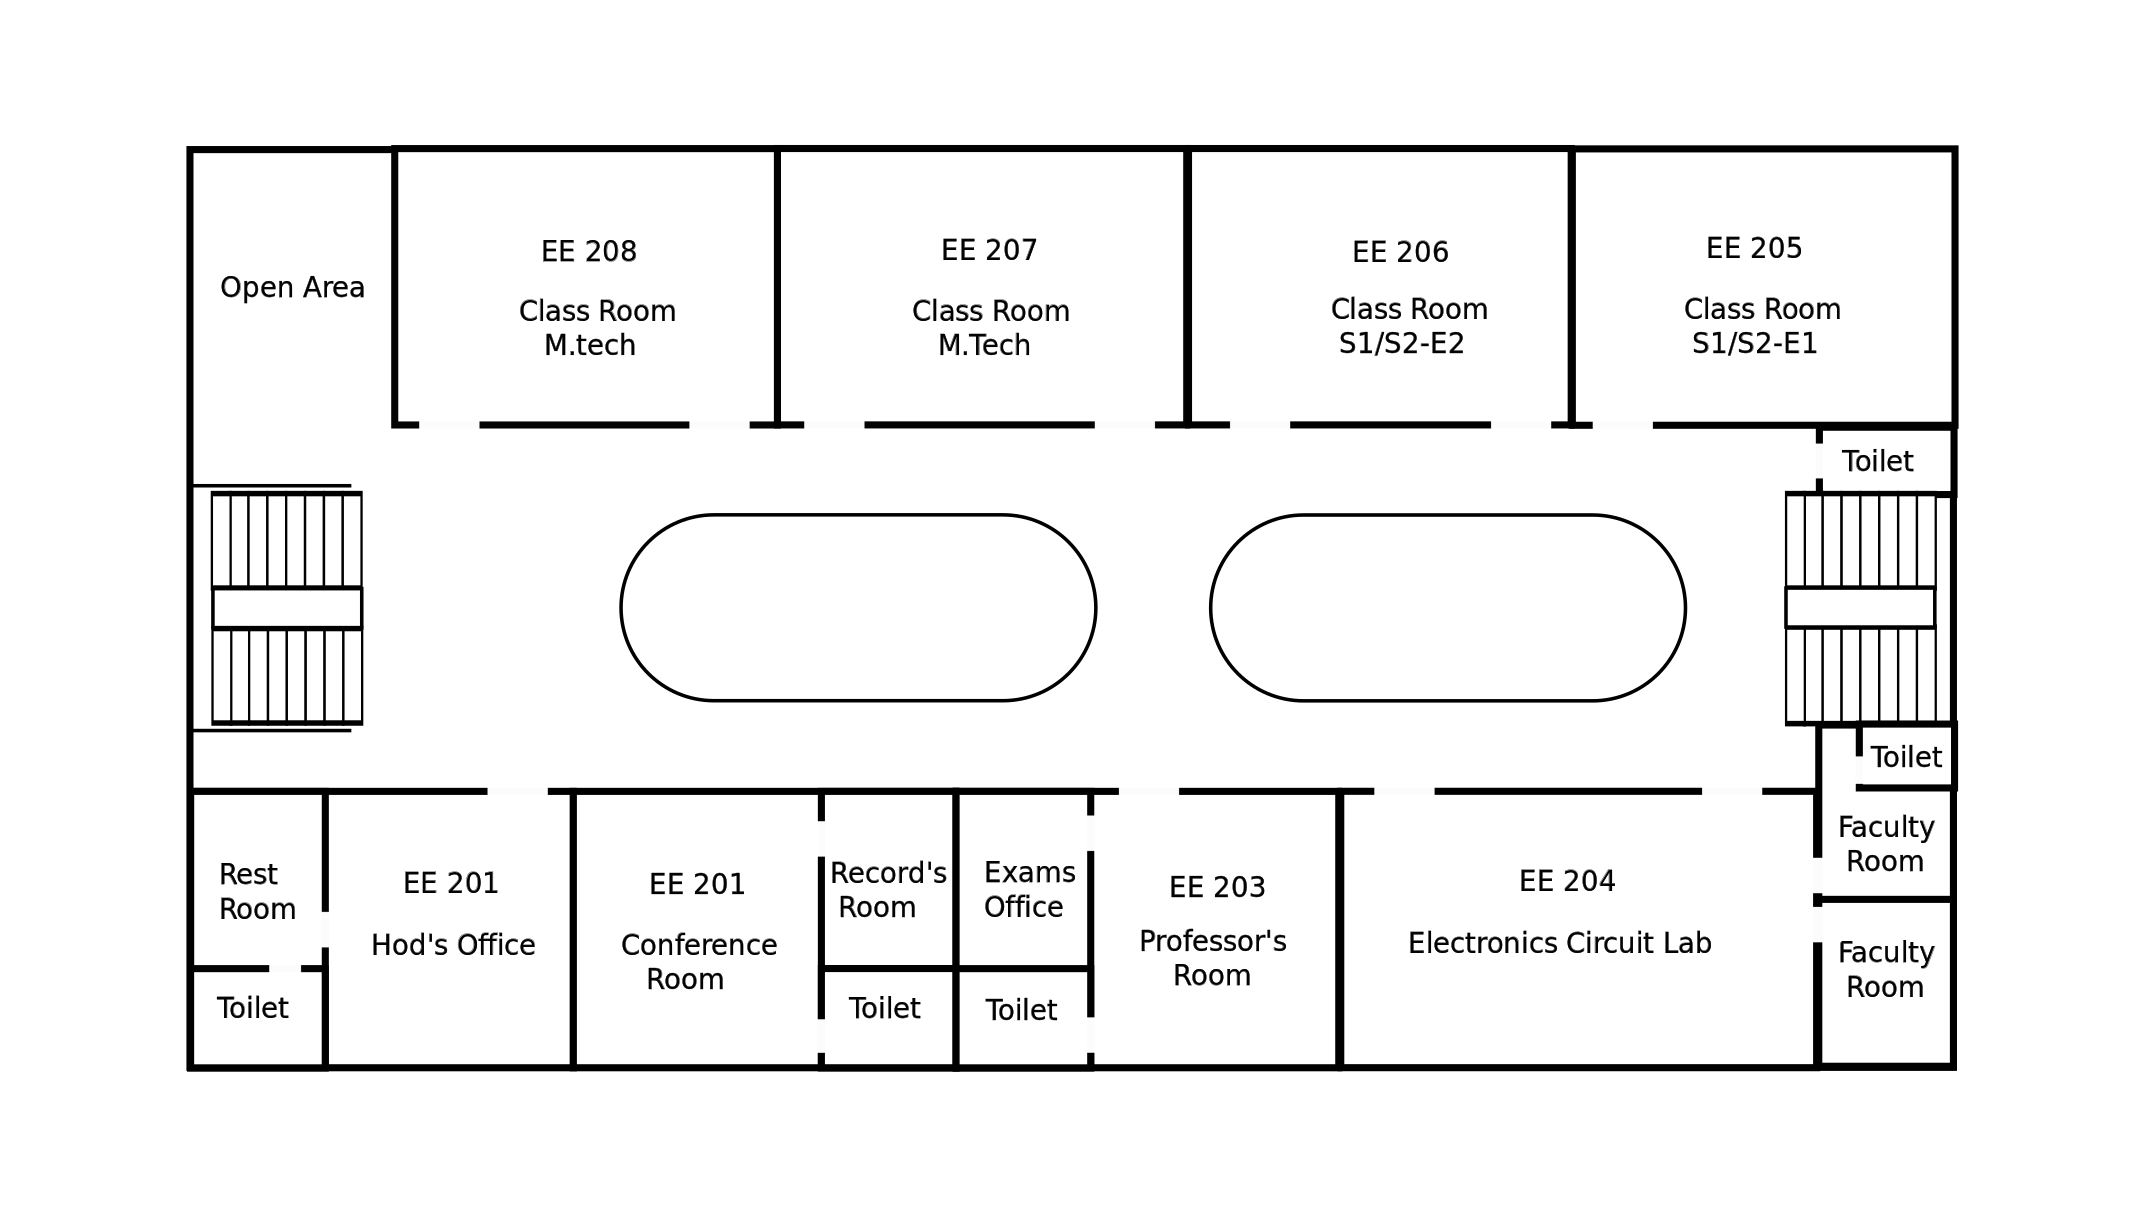 Open Area
EE 208
Class Room
M.tech
EE 207
Class Room
M.Tech
EE 206
Class Room
S1/S2-E2
EE 205
Class Room
S1/S2-E1
Toilet
Toilet
Rest
Room
Toilet
EE 201
Hod's Office
EE 201
Conference
Room
Record's
Room
Toilet
Exams
Office
Toilet
EE 203
Professor's
Room
EE 204
Electronics Circuit Lab
Faculty
Room
Faculty
Room